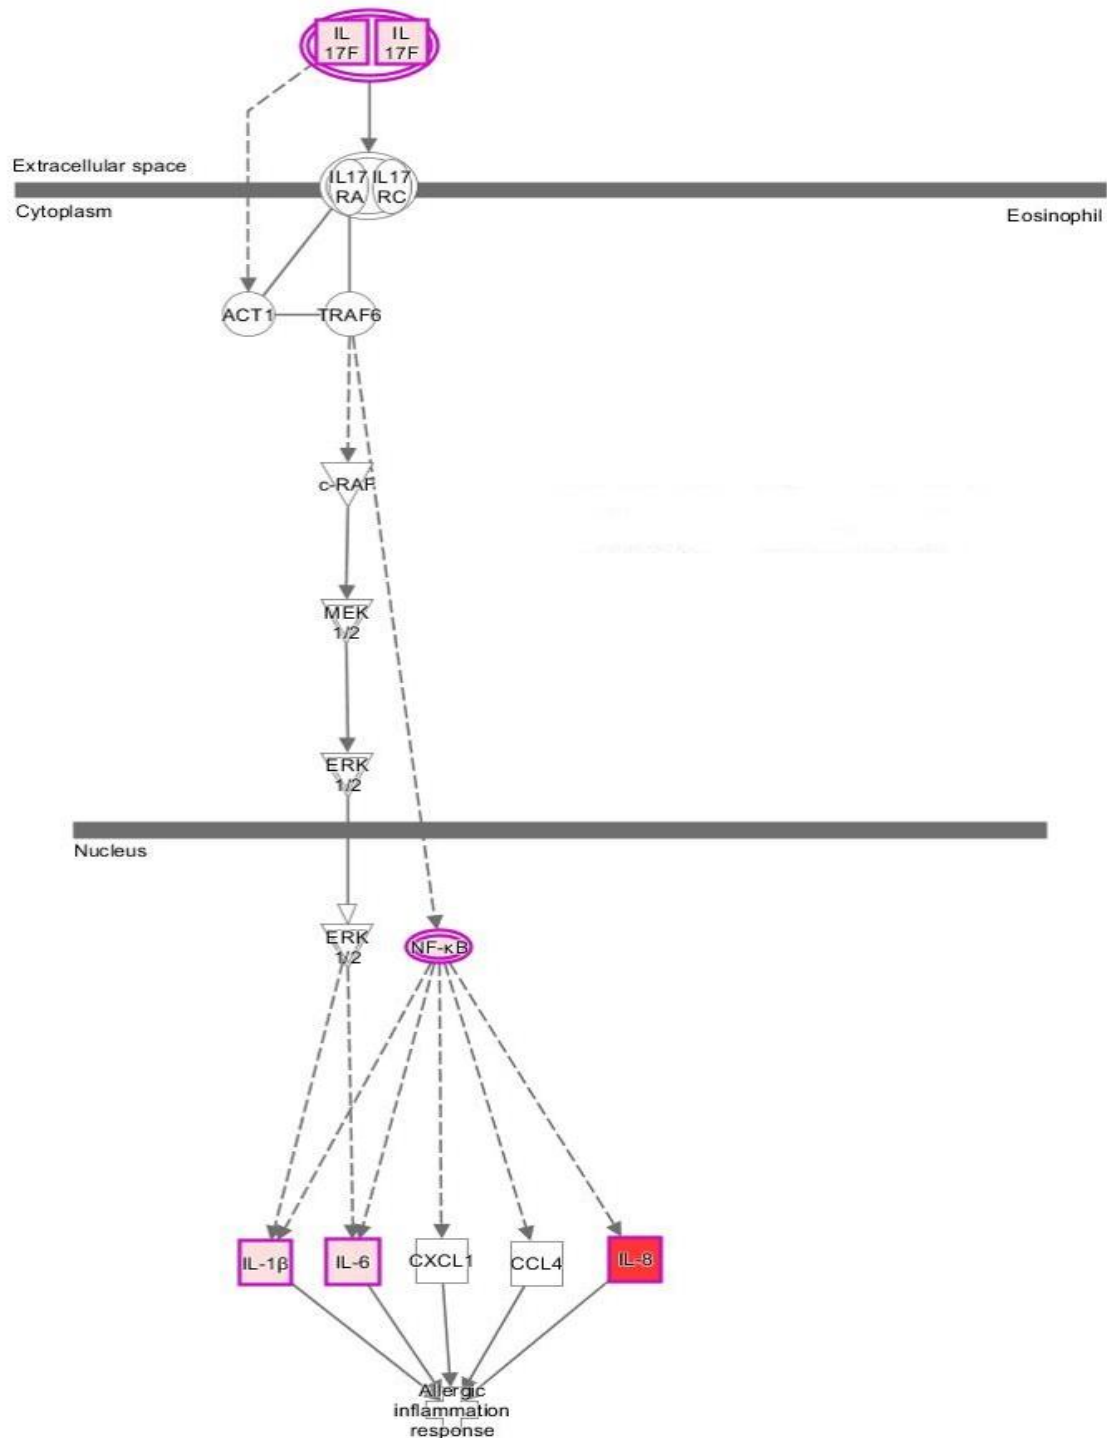 IL IL
17F 17F
Extracellular space
IL17 IL17
RA RC
Cytoplasm
Eosinophil
ACT1 TRAF6
c-RAF
MEK
1/2
ERK
1/2
Nucleus
ERK
1/2
NF-κB
IL-1β IL-6 CXCL1 CCL4 IL-8
Allergic
inflammation
response